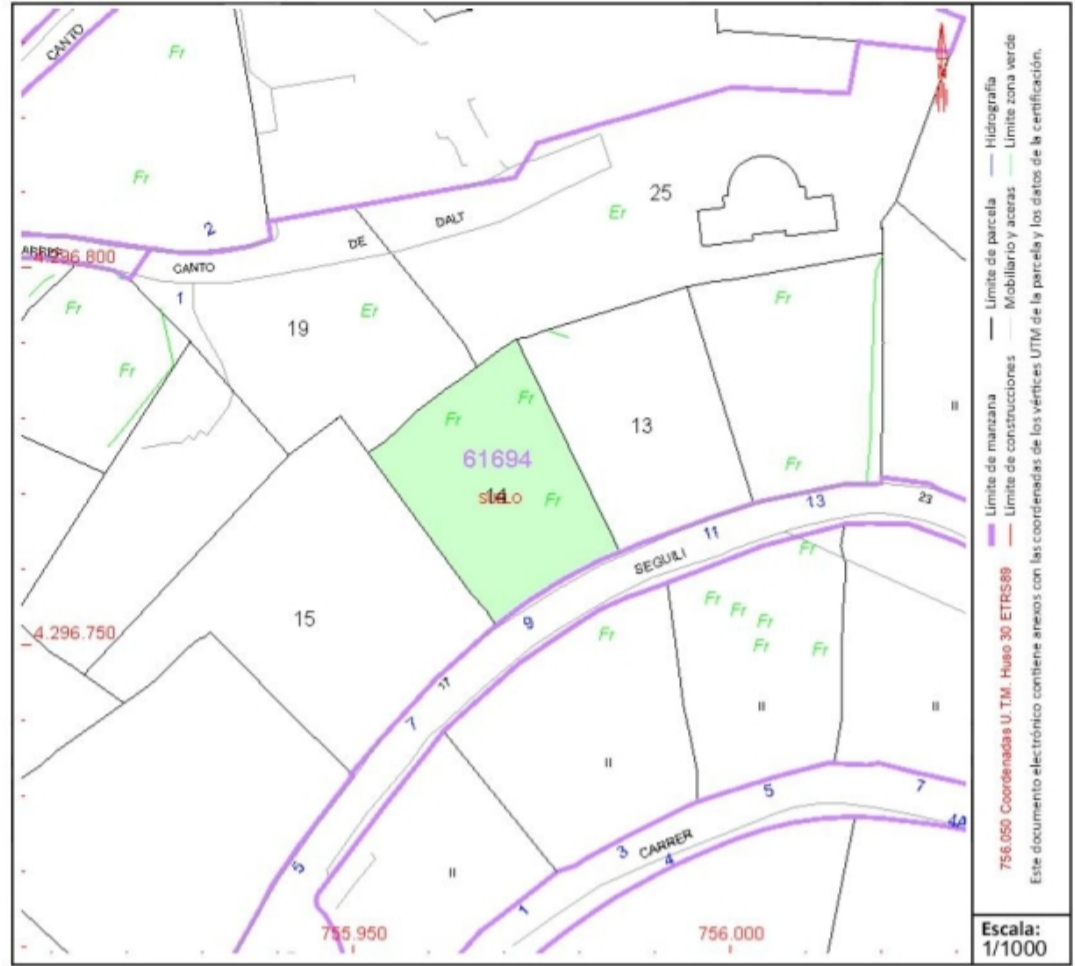 CANTO
Fr
Fr
25
Er
2
DALT
DE
4.296.800
CANTO
1
Fr
Er
19
Fr
Fr
Fr
Fr
13
61694
14
SUELO
Fr
Fr
13
23
11
SEGUILI
Fr
4.296.750
15
9
Fr
Fr
Fr
Fr
Fr
Fr
17
7
II
II
II
II
5
7
5
3
CARRER
4
4A
II
1
755.950
756.000
Límite de manzana
Límite de parcela
Hidrografía
Límite de construcciones
Mobiliario y aceras
Límite zona verde
756.050 Coordenadas U.T.M. Huso 30 ETRS89
Este documento electrónico contiene anexos con las coordenadas de los vértices UTM de la parcela y los datos de la certificación.
Escala:
1/1000